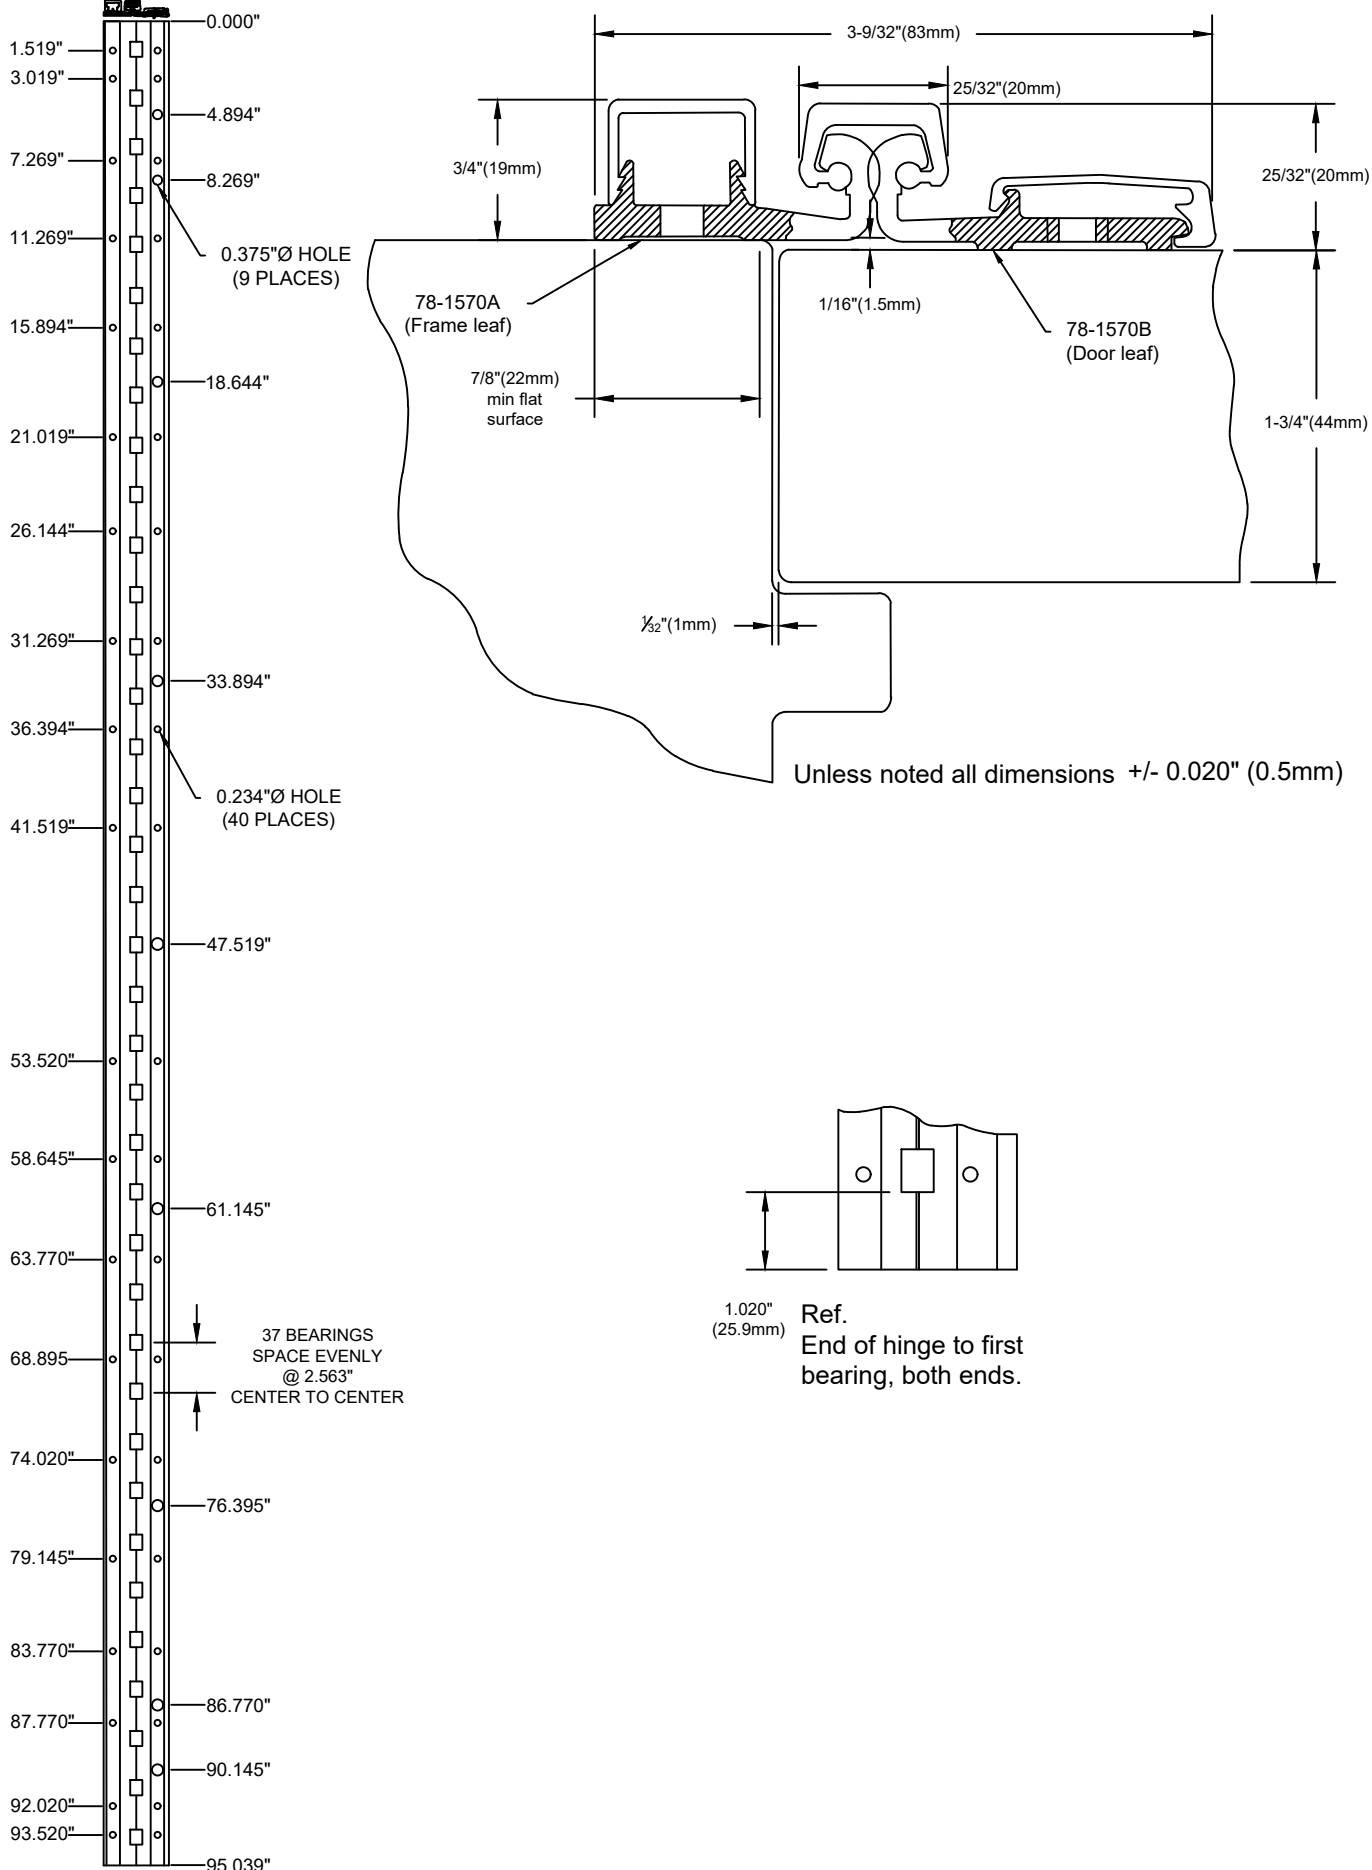 0.000"
1.519"
3.019"
4.894"
7.269"
8.269"
11.269"
0.375"Ø HOLE
(9 PLACES)
15.894"
18.644"
21.019"
26.144"
31.269"
33.894"
36.394"
0.234"Ø HOLE
(40 PLACES)
41.519"
47.519"
53.520"
58.645"
61.145"
63.770"
37 BEARINGS
SPACE EVENLY
@ 2.563"
CENTER TO CENTER
68.895
74.020"
76.395"
79.145"
83.770"
86.770"
87.770"
90.145"
92.020"
93.520"
95.039"
3-9/32"(83mm)
25/32"(20mm)
3/4"(19mm)
25/32"(20mm)
78-1570A
(Frame leaf)
1/16"(1.5mm)
78-1570B
(Door leaf)
7/8"(22mm)
min flat
surface
1-3/4"(44mm)
1/32"(1mm)
Unless noted all dimensions +/- 0.020" (0.5mm)
1.020"
(25.9mm)
Ref.
End of hinge to first
bearing, both ends.